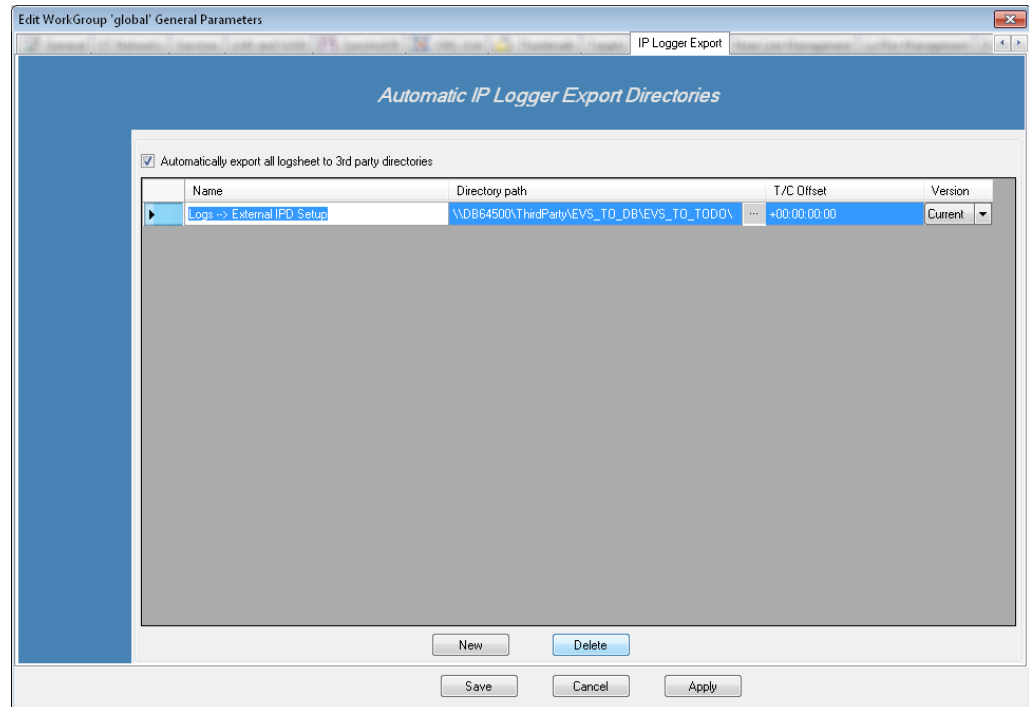 Edit WorkGroup 'global' General Parameters
IP Logger Export
Automatic IP Logger Export Directories
Automatically export all logsheet to 3rd party directories
Name Directory path T/C Offset Version
Logs --> External IPD Setup \\DB64500\ThirdParty\EVS_TO_DB\EVS_TO_TODO\ ... +00:00:00:00 Current
New Delete
Save Cancel Apply